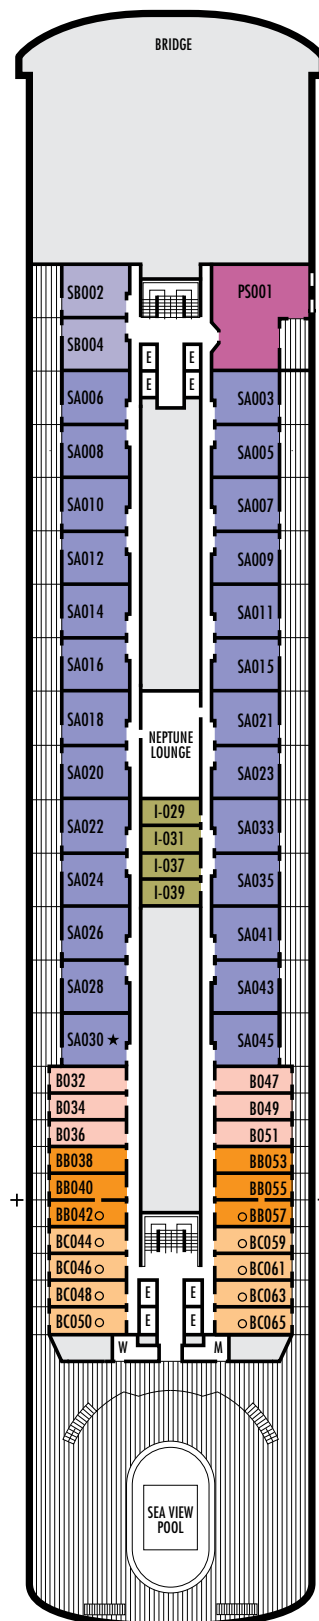 BRIDGE
SB002
PS001
SB004
E E
E E
SA006
SA003
SA008
SA005
SA010
SA007
SA012
SA009
SA014
SA011
SA016
SA015
SA018
SA021
NEPTUNE
LOUNGE
SA020
SA023
I-029
SA022
SA033
I-031
I-037
SA024
SA035
I-039
SA026
SA041
SA028
SA043
SA030 ★
SA045
B032
B047
B034
B049
B036
B051
BB038
BB053
BB040
BB055
BB042○
○BB057
BC044○
○BC059
BC046○
○BC061
BC048○
○BC063
E E
BC050○
○BC065
E E
W
M
SEA VIEW
POOL